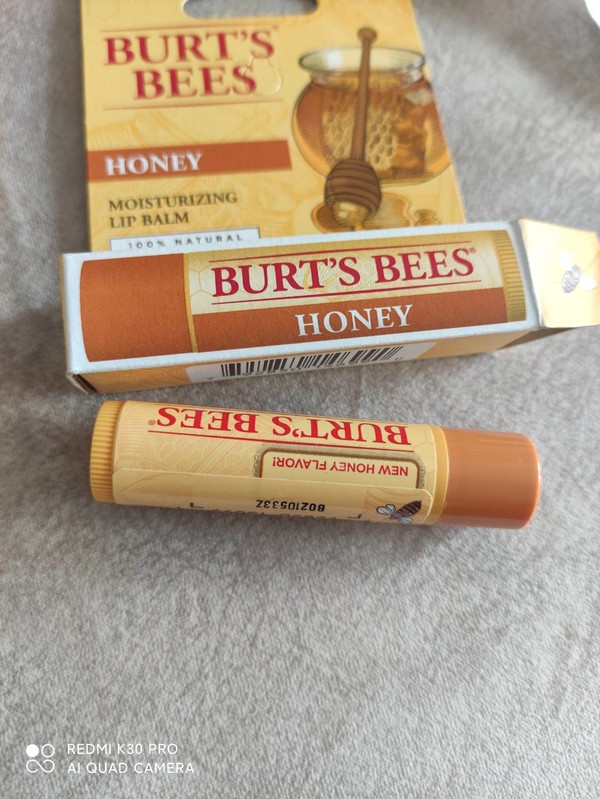 BURT'S
BEES
HONEY
MOISTURIZING
LIP BALM
100% NATURAL
BURT'S BEES®
HONEY
BURT'S BEES®
NEW HONEY FLAVOR!
B0210533Z
REDMI K30 PRO
AI QUAD CAMERA